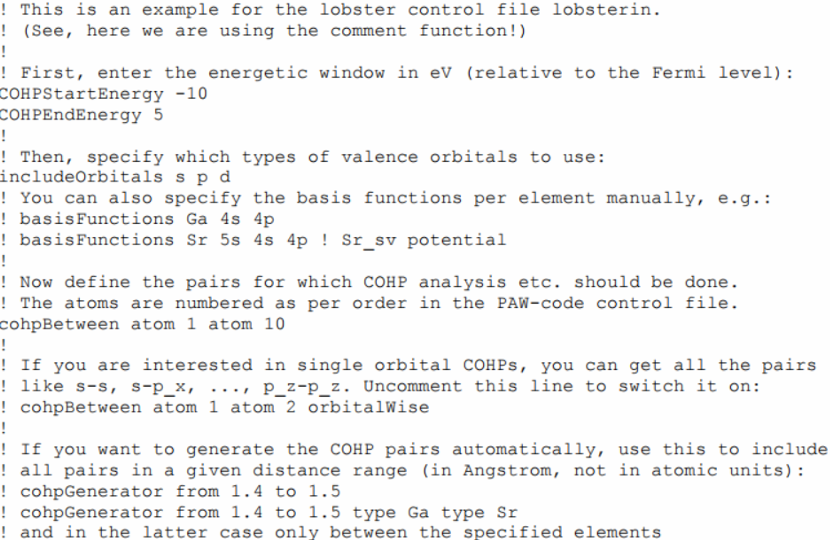 ! This is an example for the lobster control file lobsterin.
! (See, here we are using the comment function!)
!
! First, enter the energetic window in eV (relative to the Fermi level):
COHPStartEnergy -10
COHPEndEnergy 5
!
! Then, specify which types of valence orbitals to use:
includeOrbitals s p d
! You can also specify the basis functions per element manually, e.g.:
! basisFunctions Ga 4s 4p
! basisFunctions Sr 5s 4s 4p ! Sr_sv potential
!
! Now define the pairs for which COHP analysis etc. should be done.
! The atoms are numbered as per order in the PAW-code control file.
cohpBetween atom 1 atom 10
!
! If you are interested in single orbital COHPs, you can get all the pairs
! like s-s, s-p_x, ..., p_z-p_z. Uncomment this line to switch it on:
! cohpBetween atom 1 atom 2 orbitalWise
!
! If you want to generate the COHP pairs automatically, use this to include
! all pairs in a given distance range (in Angstrom, not in atomic units):
! cohpGenerator from 1.4 to 1.5
! cohpGenerator from 1.4 to 1.5 type Ga type Sr
! and in the latter case only between the specified elements